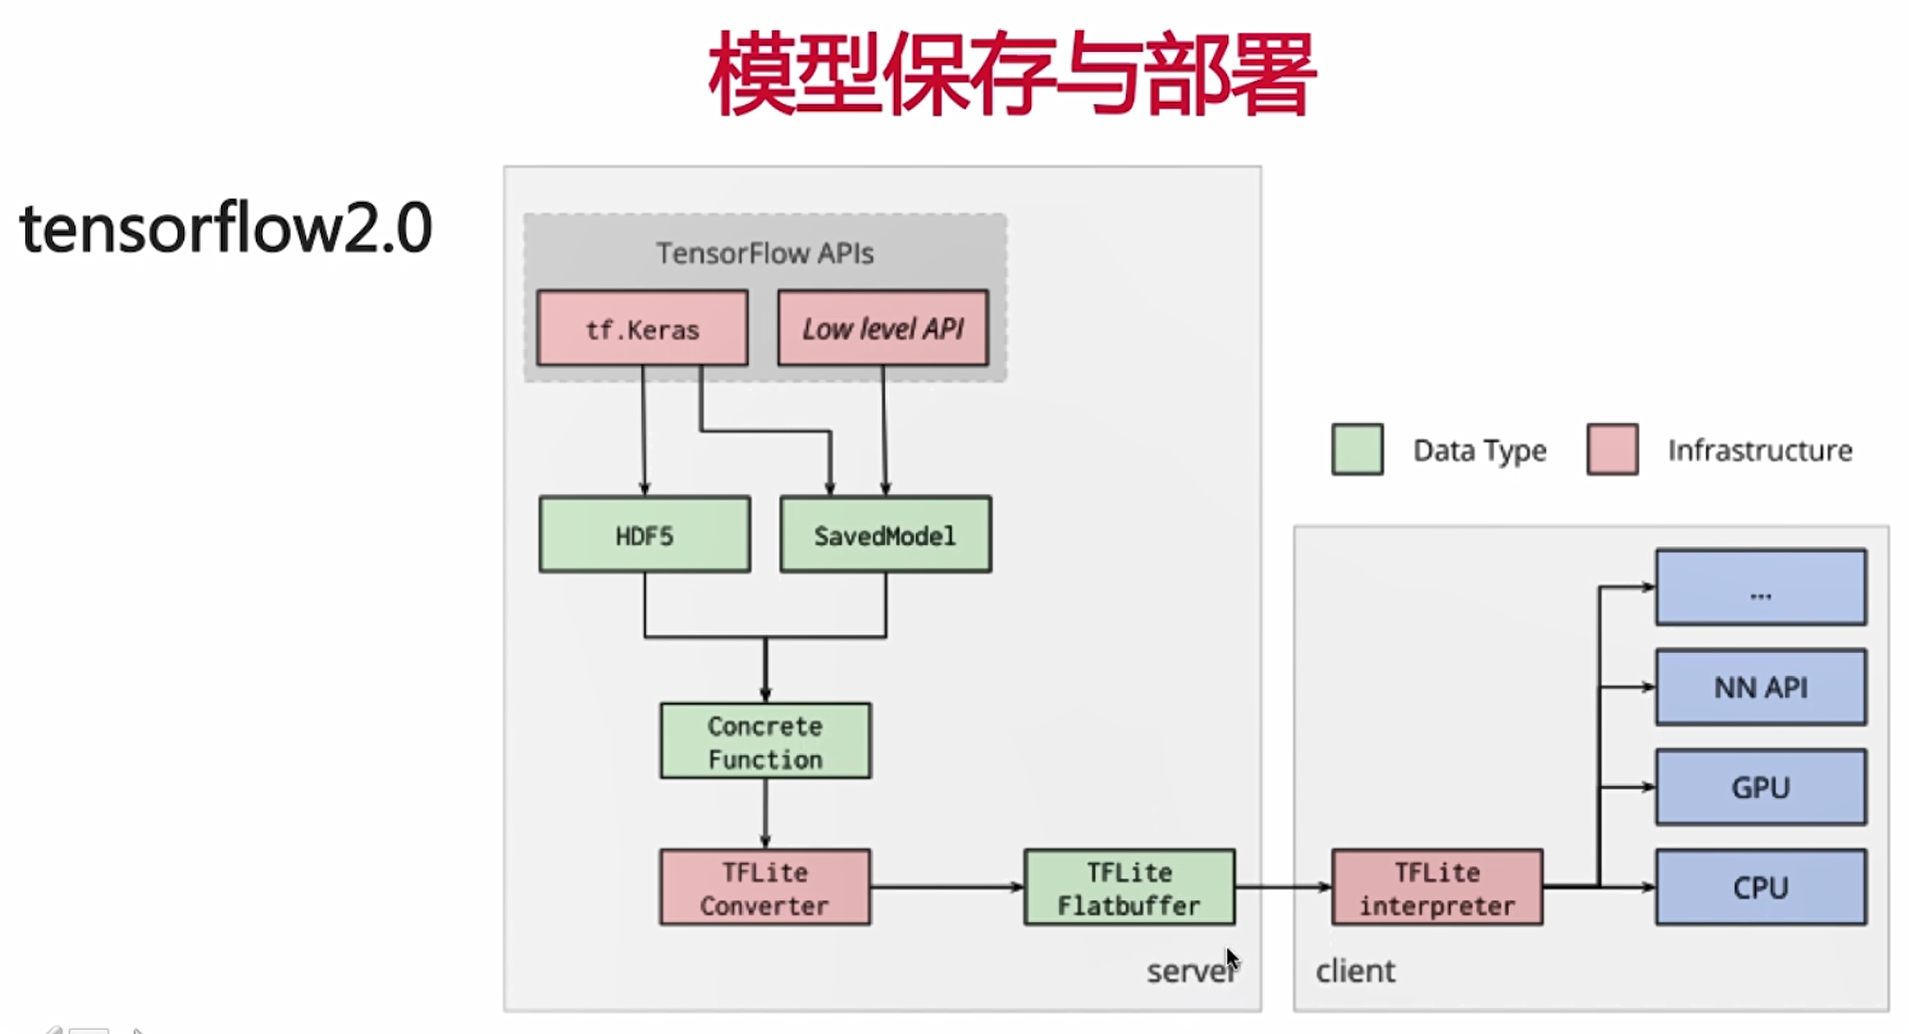 模型保存与部署
tensorflow2.0
TensorFlow APIs
tf.Keras
Low level API
HDF5
SavedModel
Concrete
Function
TFLite
Converter
TFLite
Flatbuffer
server
Data Type
Infrastructure
TFLite
interpreter
...
NN API
GPU
CPU
client